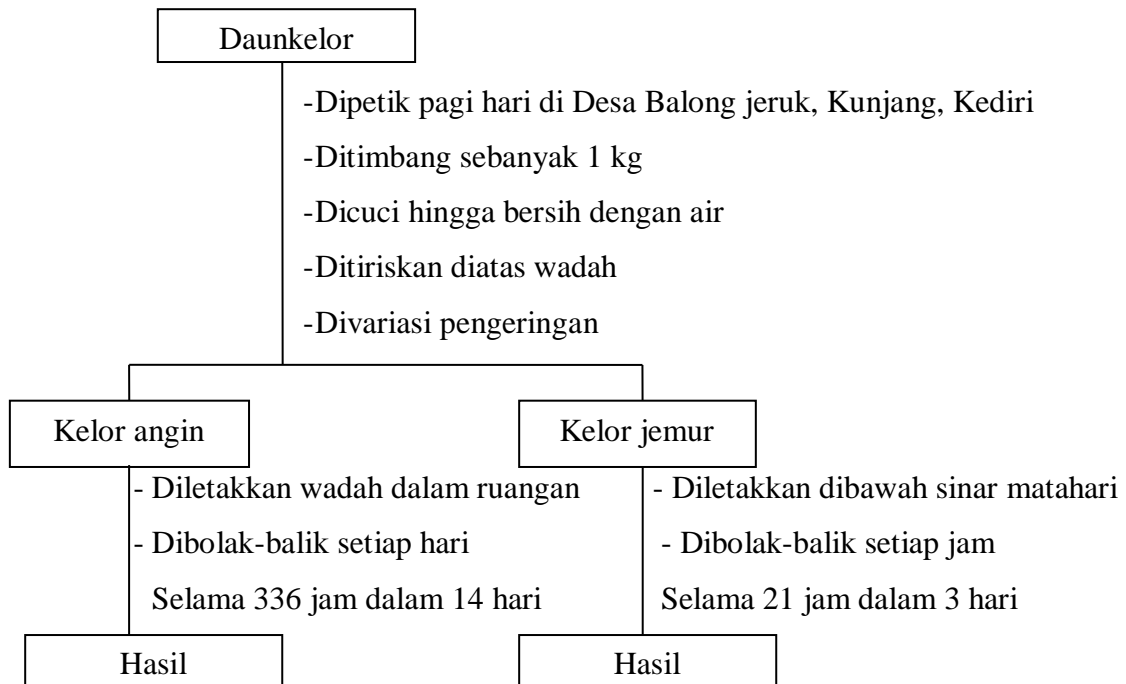 Daunkelor
-Dipetik pagi hari di Desa Balong jeruk, Kunjang, Kediri
-Ditimbang sebanyak 1 kg
-Dicuci hingga bersih dengan air
-Ditiriskan diatas wadah
-Divariasi pengeringan
Kelor angin
- Diletakkan wadah dalam ruangan
- Dibolak-balik setiap hari
Selama 336 jam dalam 14 hari
Hasil
Kelor jemur
- Diletakkan dibawah sinar matahari
- Dibolak-balik setiap jam
Selama 21 jam dalam 3 hari
Hasil